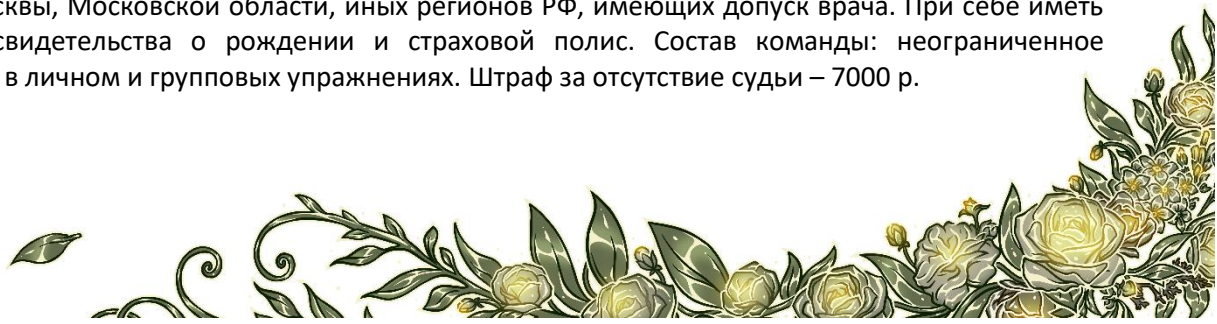 сквы, Московской области, иных регионов РФ, имеющих допуск врача. При себе иметь
свидетельства о рождении и страховой полис. Состав команды: неограниченное
в личном и групповых упражнениях. Штраф за отсутствие судьи – 7000 р.